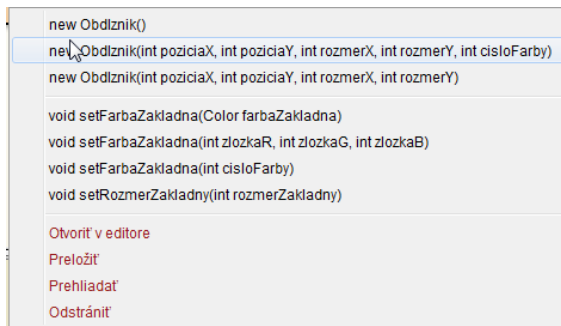 new Obdlznik()
new Obdlznik(int poziciaX, int poziciaY, int rozmerX, int rozmerY, int cisloFarby)
new Obdlznik(int poziciaX, int poziciaY, int rozmerX, int rozmerY)
void setFarbaZakladna(Color farbaZakladna)
void setFarbaZakladna(int zlozkaR, int zlozkaG, int zlozkaB)
void setFarbaZakladna(int cisloFarby)
void setRozmerZakladny(int rozmerZakladny)
Otvoriť v editore
Preložiť
Prehliadať
Odstrániť